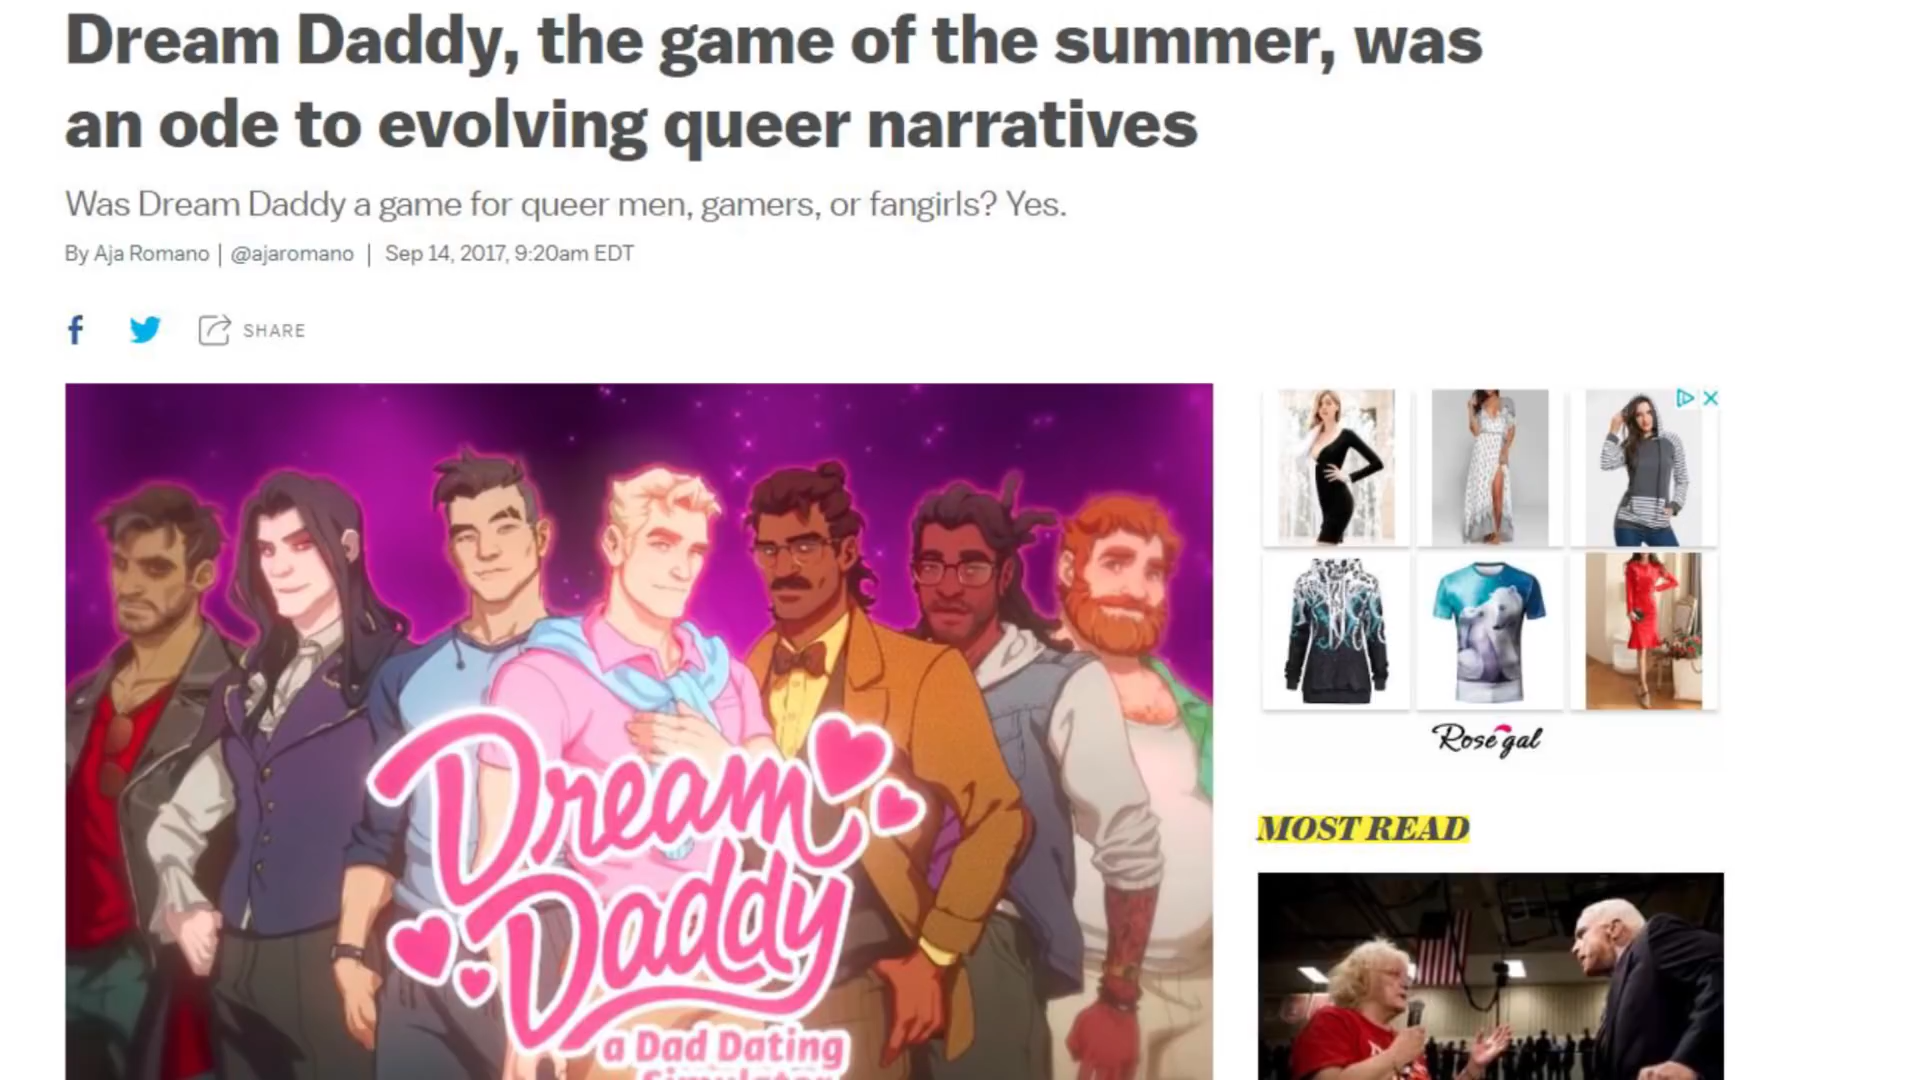 Dream Daddy, the game of the summer, was
an ode to evolving queer narratives
Was Dream Daddy a game for queer men, gamers, or fangirls? Yes.
By Aja Romano | @ajaromano | Sep 14, 2017, 9:20am EDT
SHARE
Dream
Daddy
a Dad Dating
Simulator
Rosegal
MOST READ